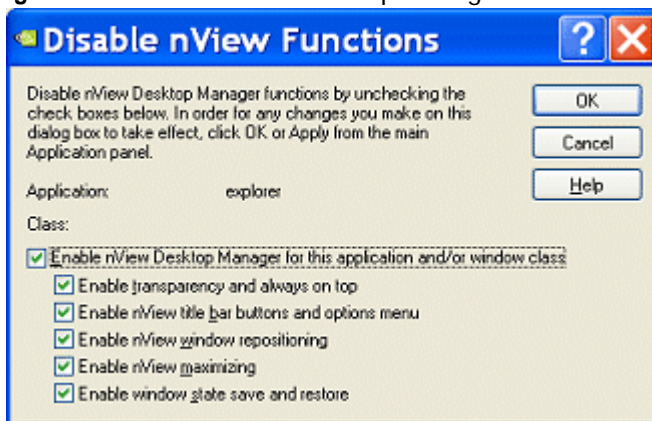 Disable nView Functions
Disable nView Desktop Manager functions by unchecking the
check boxes below. In order for any changes you make on this
dialog box to take effect, click OK or Apply from the main
Application panel.
OK
Cancel
Help
Application: explorer
Class:
Enable nView Desktop Manager for this application and/or window class
Enable transparency and always on top
Enable nView title bar buttons and options menu
Enable nView window repositioning
Enable nView maximizing
Enable window state save and restore